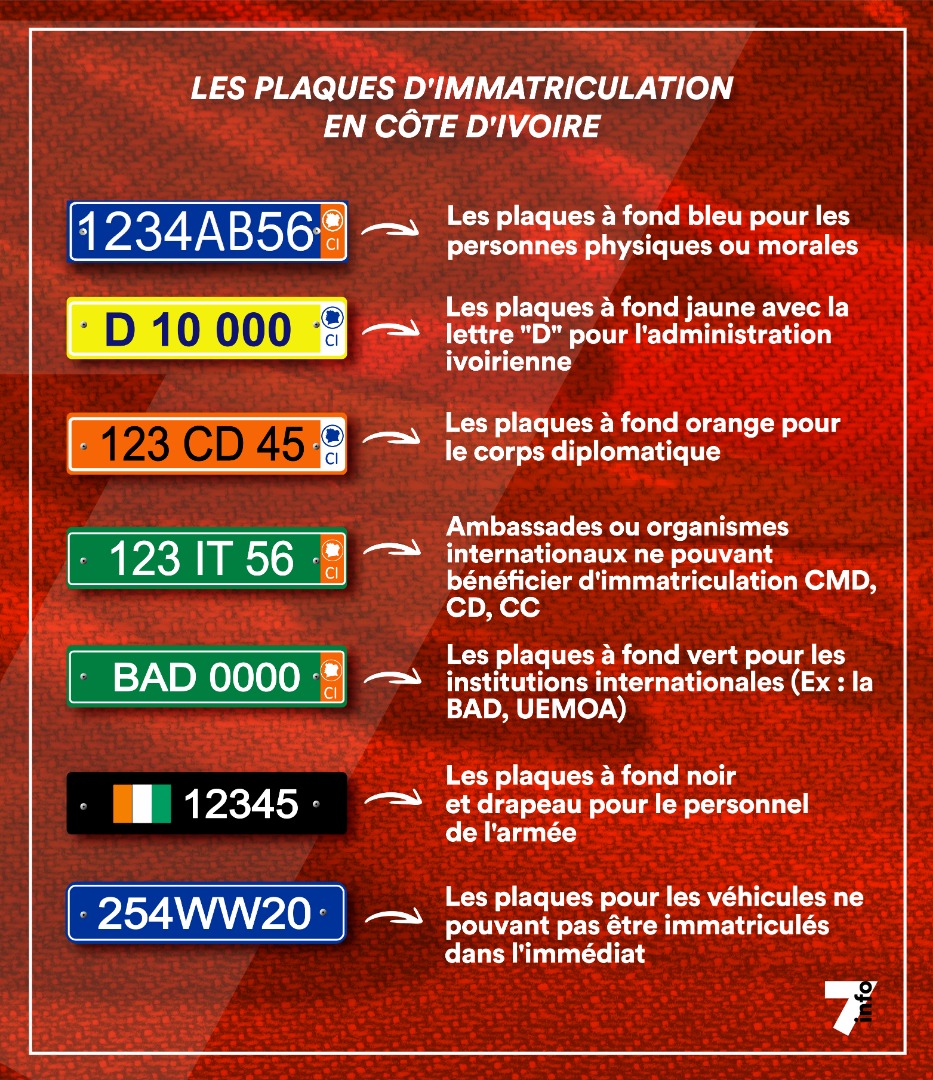 LES PLAQUES D'IMMATRICULATION
EN CÔTE D'IVOIRE
1234AB56 CI
Les plaques à fond bleu pour les
personnes physiques ou morales
D 10 000 CI
Les plaques à fond jaune avec la
lettre "D" pour l'administration
ivoirienne
123 CD 45 CI
Les plaques à fond orange pour
le corps diplomatique
123 IT 56 CI
Ambassades ou organismes
internationaux ne pouvant
bénéficier d'immatriculation CMD,
CD, CC
BAD 0000 CI
Les plaques à fond vert pour les
institutions internationales (Ex : la
BAD, UEMOA)
12345
Les plaques à fond noir
et drapeau pour le personnel
de l'armée
254WW20
Les plaques pour les véhicules ne
pouvant pas être immatriculés
dans l'immédiat
7info